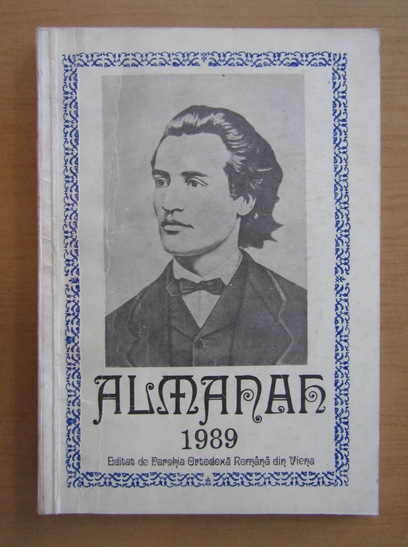 ALMANAH
1989
Editat de Parohia Ortodoxă Română din Viena